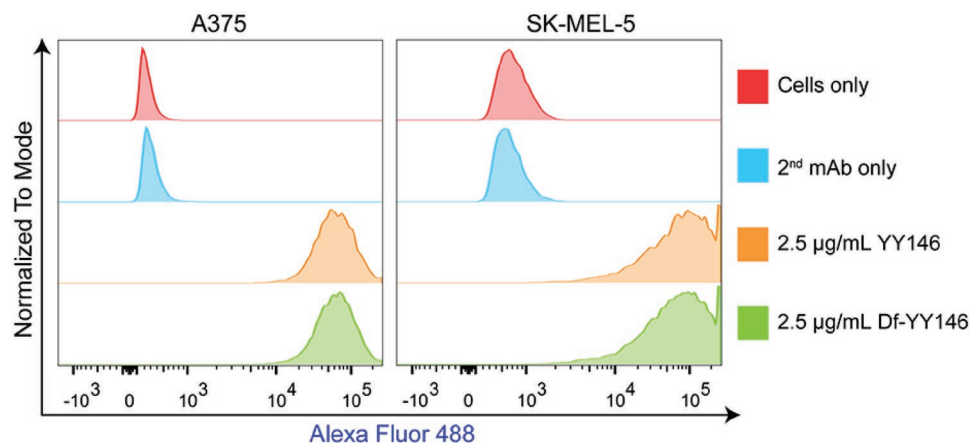 A375 SK-MEL-5
Normalized To Mode
Cells only
2nd mAb only
2.5 µg/mL YY146
2.5 µg/mL Df-YY146
-10³ 0 10³ 10⁴ 10⁵ -10³ 0 10³ 10⁴ 10⁵
Alexa Fluor 488